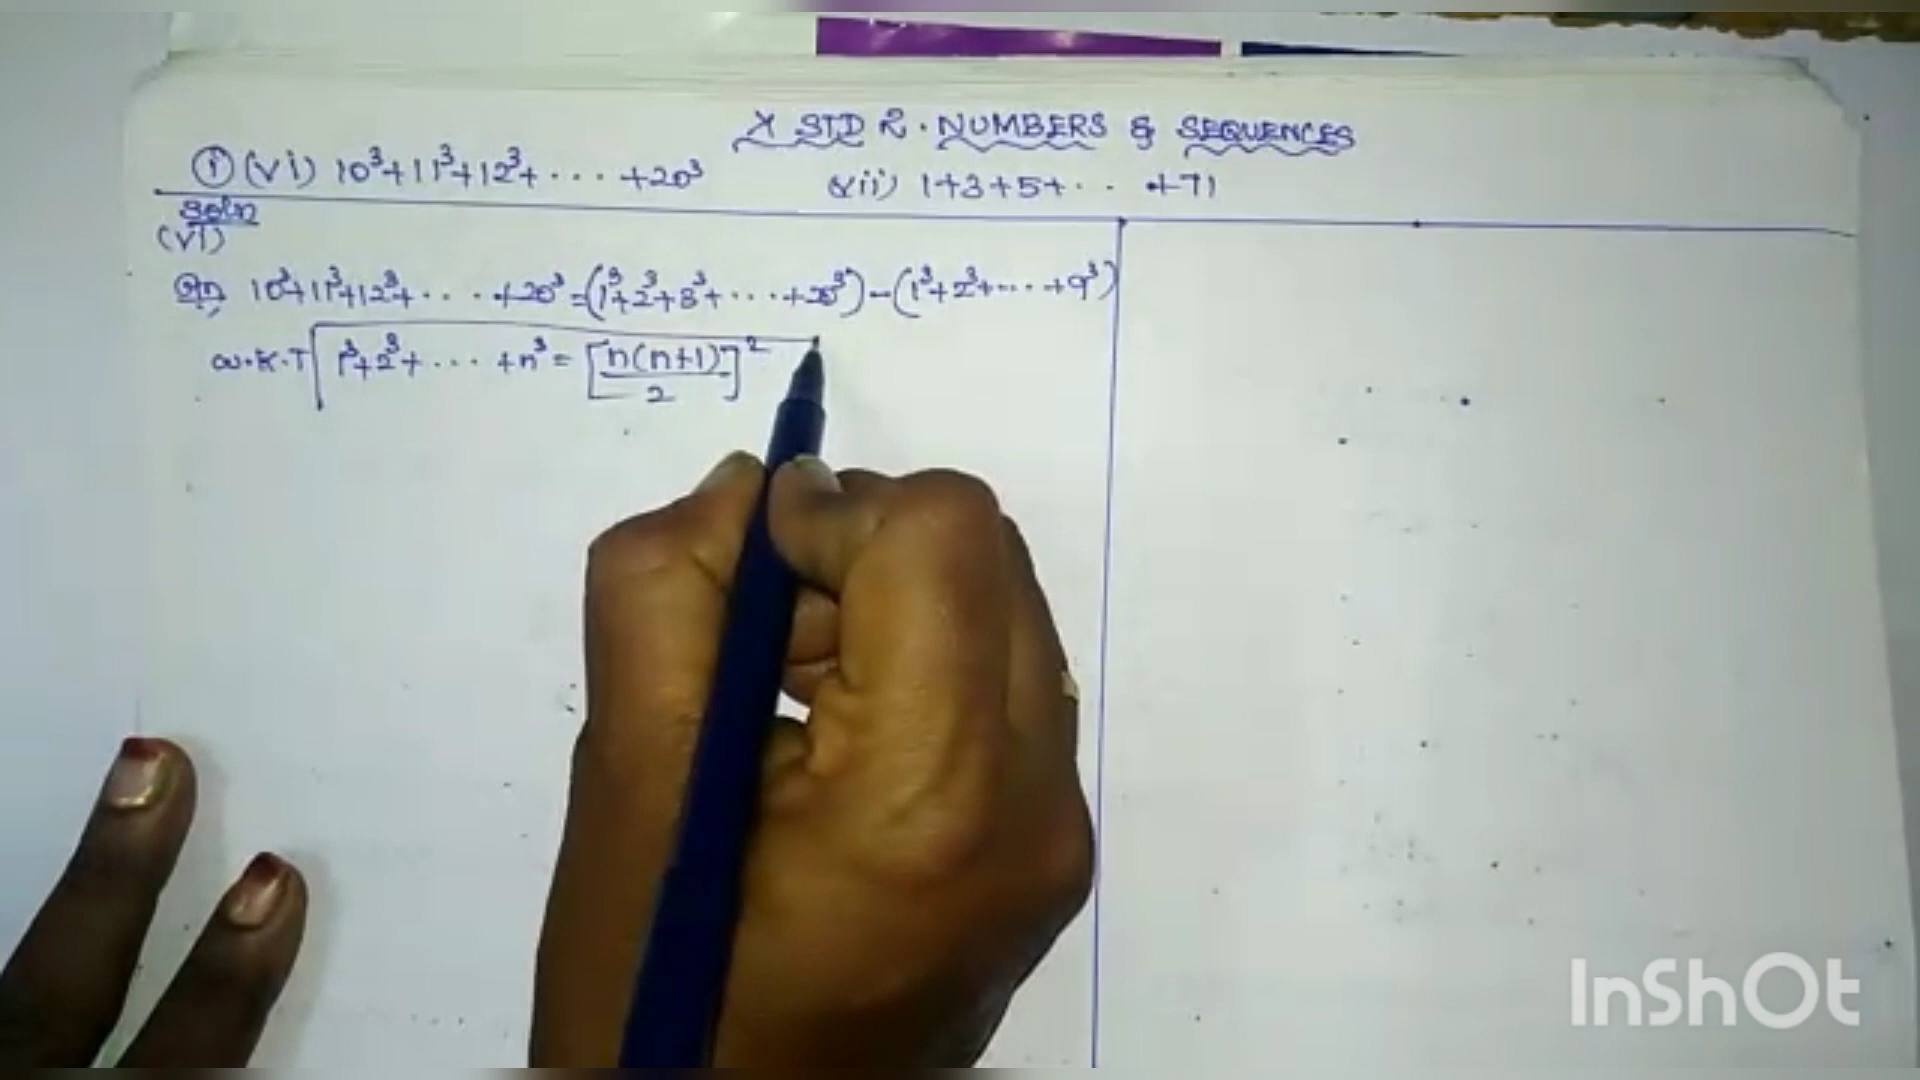 X STD 2. NUMBERS & SEQUENCES
① (vi) 10³+11³+12³+ . . . +20³ (vii) 1+3+5+ . . . +71
Soln
(vi)
10³+11³+12³+ . . . . +20³ = (1³+2³+3³+ . . . +20³) - (1³+2³+ . . . +9³)
W.K.T 1³+2³+ . . . +n³ = [n(n+1)/2]²
InShOt